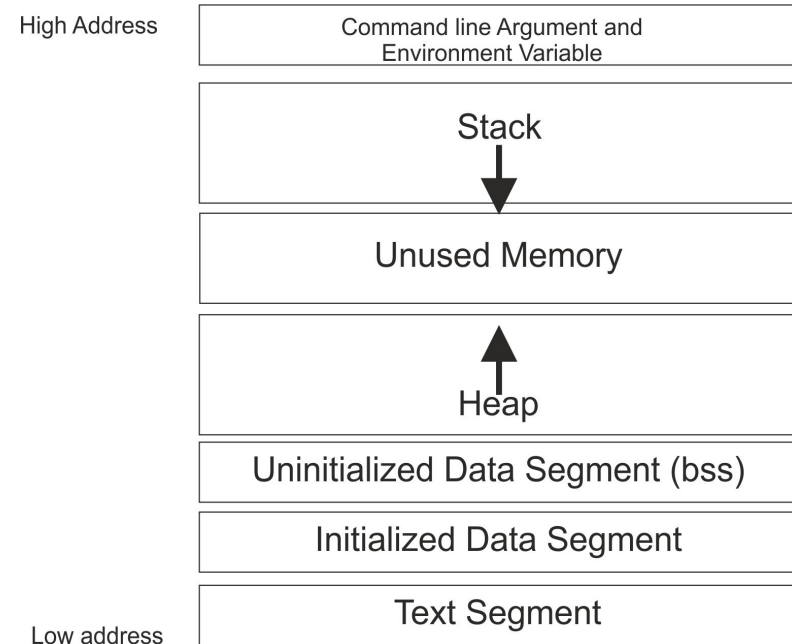 High Address
Command line Argument and
Environment Variable
Stack
Unused Memory
Heap
Uninitialized Data Segment (bss)
Initialized Data Segment
Text Segment
Low address